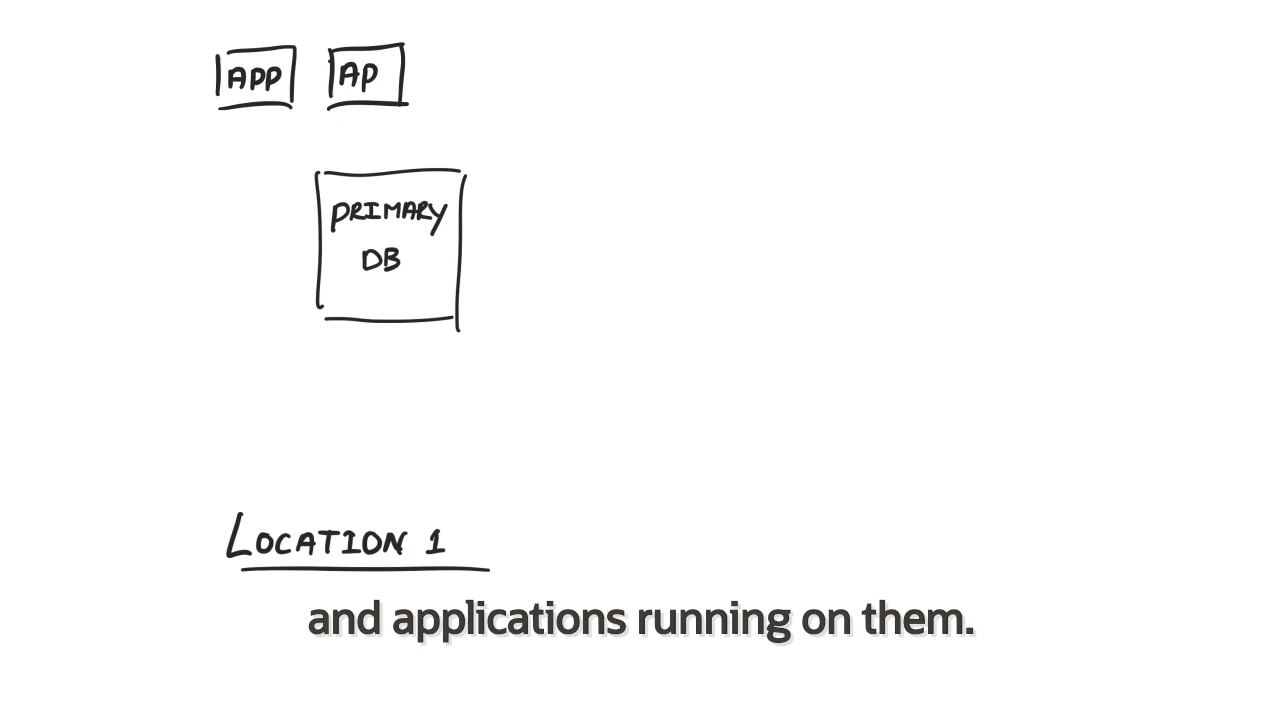 APP AP
PRIMARY
DB
LOCATION 1
and applications running on them.